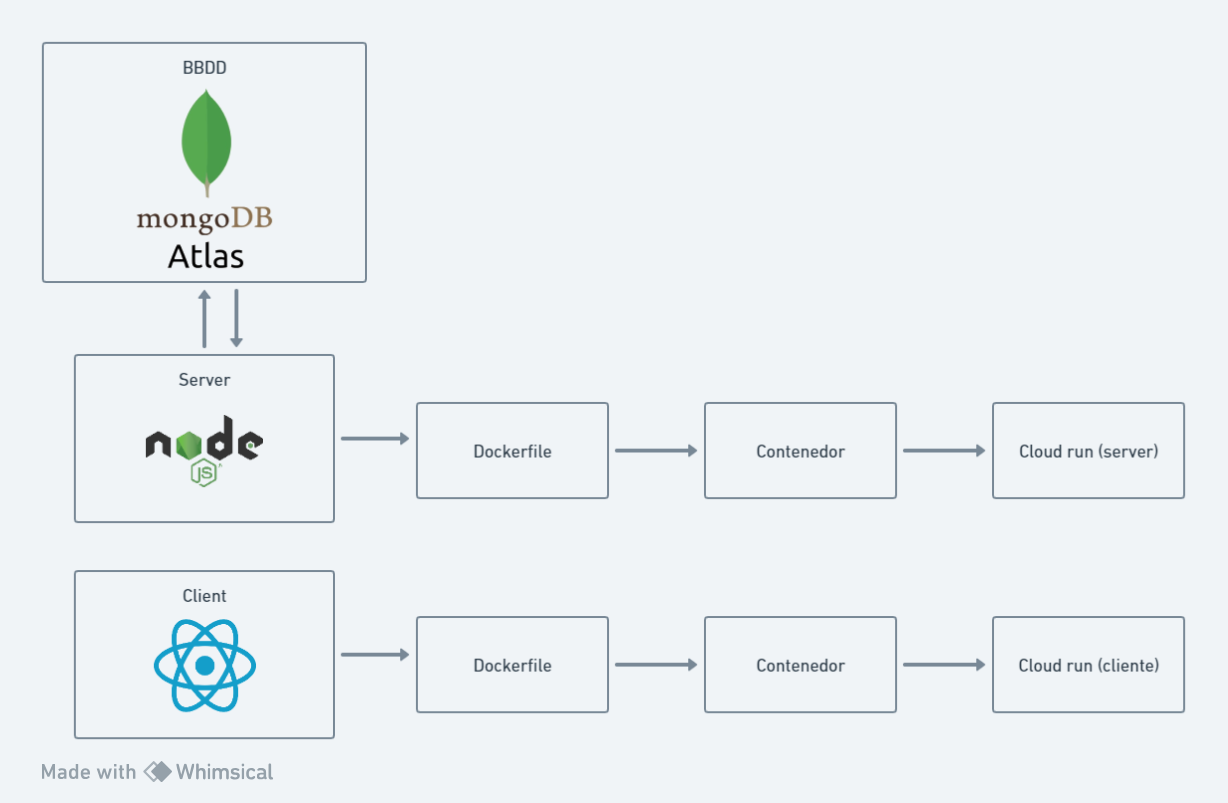 BBDD
mongoDB
Atlas
Server
node
JS
Dockerfile
Contenedor
Cloud run (server)
Client
Dockerfile
Contenedor
Cloud run (cliente)
Made with Whimsical